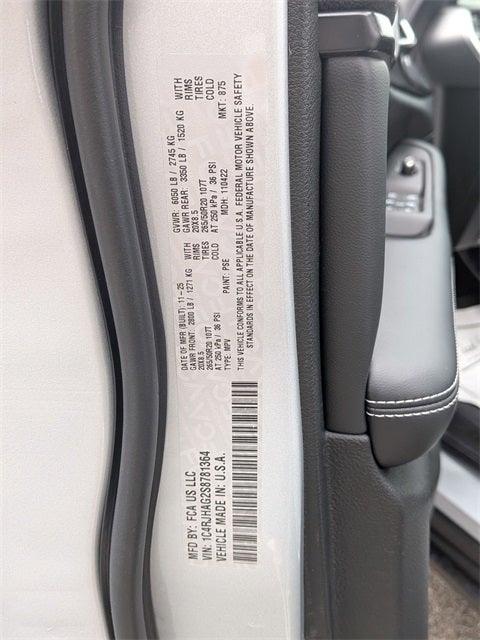 MFD BY: FCA US LLC
DATE OF MFR (BUILT): 11-25
GVWR: 6050 LB / 2745 KG
GAWR FRONT: 2800 LB / 1271 KG
WITH
GAWR REAR: 3350 LB / 1520 KG
WITH
20X8.5
RIMS
20X8.5
RIMS
265/50R20 107T
TIRES
265/50R20 107T
TIRES
AT 250 kPa / 36 PSI
COLD
AT 250 kPa / 36 PSI
COLD
VIN: 1C4RJHAG2S8781364
TYPE: MPV
PAINT: PSE
MDH: 110422
MKT: 875
VEHICLE MADE IN: U.S.A.
THIS VEHICLE CONFORMS TO ALL APPLICABLE U.S.A. FEDERAL MOTOR VEHICLE SAFETY
STANDARDS IN EFFECT ON THE DATE OF MANUFACTURE SHOWN ABOVE.